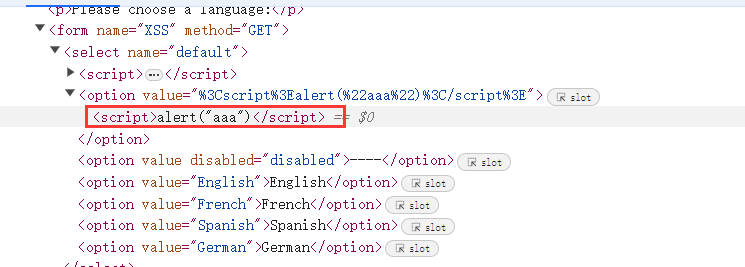 <p>Please choose a language:</p>
<form name="XSS" method="GET">
<select name="default">
<script>⋯</script>
<option value="%3Cscript%3Ealert(%22aaa%22)%3C/script%3E"> slot
<script>alert("aaa")</script> == $0
</option>
<option value disabled="disabled">----</option> slot
<option value="English">English</option> slot
<option value="French">French</option> slot
<option value="Spanish">Spanish</option> slot
<option value="German">German</option> slot
</select>